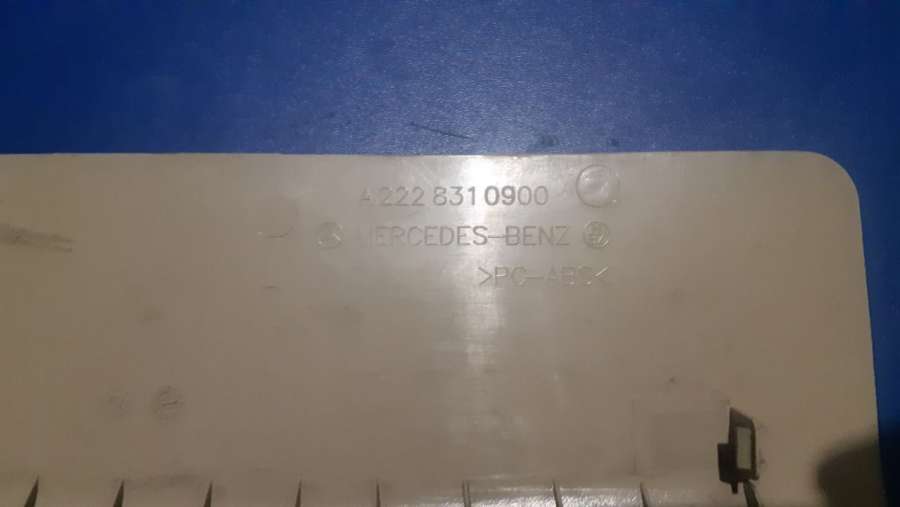 A 222 831 0900
MERCEDES-BENZ
>PC-ABS<